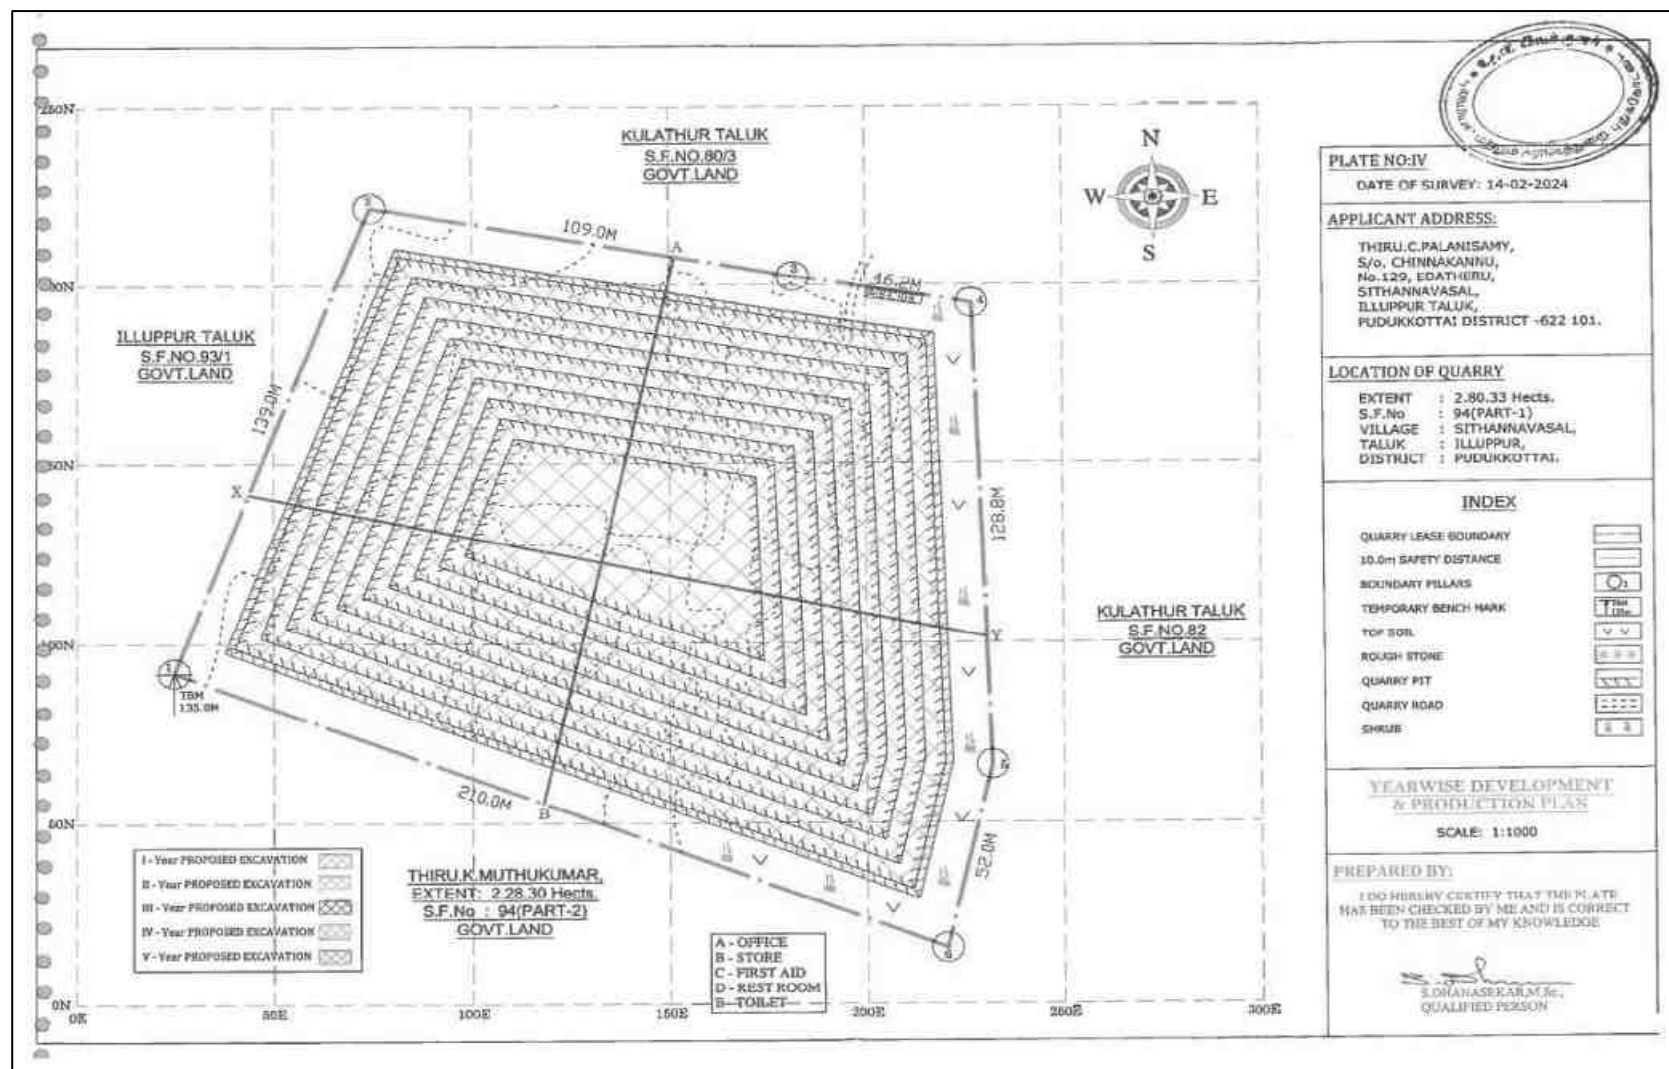 250N
KULATHUR TALUK
S.F.NO.80/3
GOVT.LAND
N
W
E
S
109.0M
A
3
46.2M
4
ILLUPPUR TALUK
S.F.NO.93/1
GOVT.LAND
139.0M
X
128.8M
KULATHUR TALUK
S.F.NO.82
GOVT.LAND
Y
1
TBM
135.0M
210.0M
B
52.0M
6
I - Year PROPOSED EXCAVATION
II - Year PROPOSED EXCAVATION
III - Year PROPOSED EXCAVATION
IV - Year PROPOSED EXCAVATION
V - Year PROPOSED EXCAVATION
THIRU.K.MUTHUKUMAR,
EXTENT: 2.28.30 Hects.
S.F.No : 94(PART-2)
GOVT.LAND
A - OFFICE
B - STORE
C - FIRST AID
D - REST ROOM
E - TOILET
0N
0E
50E
100E
150E
200E
250E
300E
PLATE NO:IV
DATE OF SURVEY: 14-02-2024
APPLICANT ADDRESS:
THIRU.C.PALANISAMY,
S/o. CHINNAKANNU,
No.129, EDATHERU,
SITHANNAVASAL,
ILLUPPUR TALUK,
PUDUKKOTTAI DISTRICT -622 101.
LOCATION OF QUARRY
EXTENT : 2.80.33 Hects.
S.F.No : 94(PART-1)
VILLAGE : SITHANNAVASAL,
TALUK : ILLUPPUR,
DISTRICT : PUDUKKOTTAI.
INDEX
QUARRY LEASE BOUNDARY
10.0m SAFETY DISTANCE
BOUNDARY PILLARS
TEMPORARY BENCH MARK
TOP SOIL
ROUGH STONE
QUARRY PIT
QUARRY ROAD
SHRUB
YEARWISE DEVELOPMENT
& PRODUCTION PLAN
SCALE: 1:1000
PREPARED BY:
I DO HEREBY CERTIFY THAT THE PLATE
HAS BEEN CHECKED BY ME AND IS CORRECT
TO THE BEST OF MY KNOWLEDGE
S.DHANASEKAR,M.Sc.,
QUALIFIED PERSON